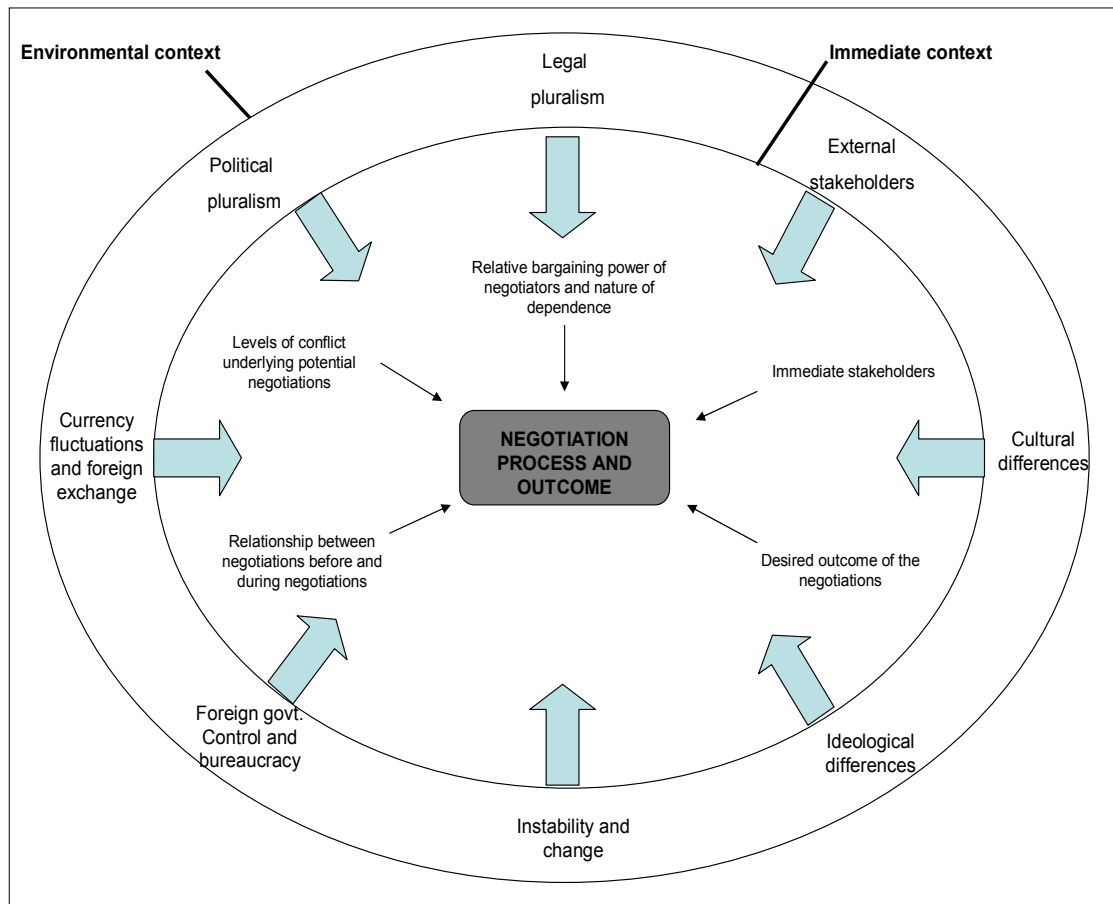 Environmental context
Immediate context
Legal
pluralism
Political
pluralism
External
stakeholders
Relative bargaining power of
negotiators and nature of
dependence
Levels of conflict
underlying potential
negotiations
Immediate stakeholders
Currency
fluctuations
and foreign
exchange
NEGOTIATION
PROCESS AND
OUTCOME
Cultural
differences
Relationship between
negotiations before and
during negotiations
Desired outcome of the
negotiations
Foreign govt.
Control and
bureaucracy
Ideological
differences
Instability and
change